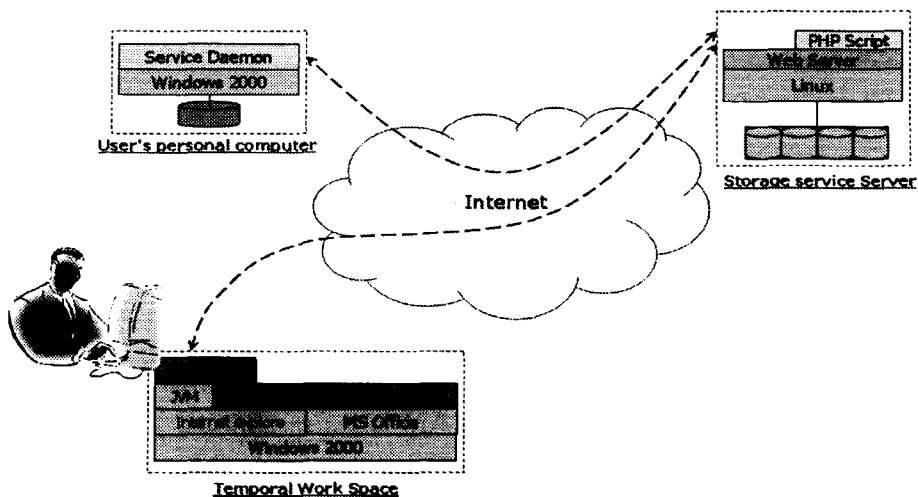 Service Daemon
Windows 2000
User's personal computer
PHP Script
Web Server
Linux
Storage service Server
Internet
JVM
Internet Explore
MS Office
Windows 2000
Temporal Work Space